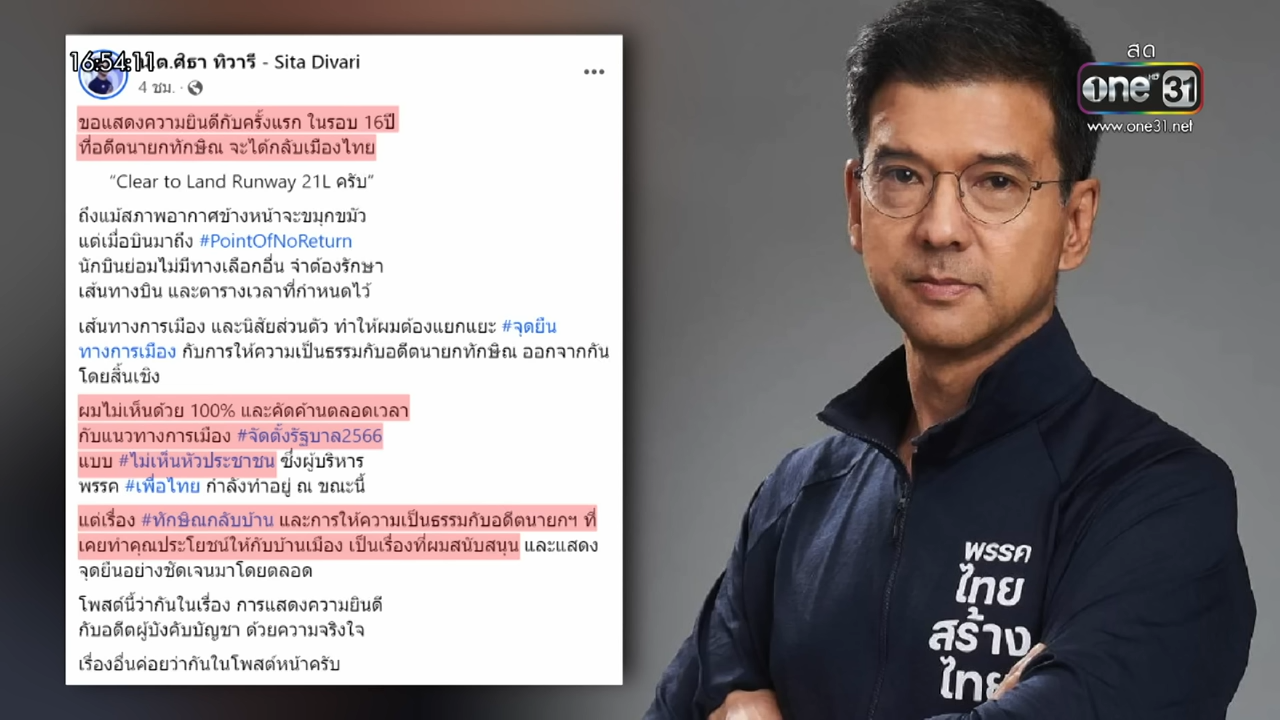 16:54:11
น.ต.ศิธา ทิวารี - Sita Divari
4 ชม.
ขอแสดงความยินดีกับครั้งแรก ในรอบ 16ปี
ที่อดีตนายกทักษิณ จะได้กลับเมืองไทย
“Clear to Land Runway 21L ครับ”
ถึงแม้สภาพอากาศข้างหน้าจะขมุกขมัว
แต่เมื่อบินมาถึง #PointOfNoReturn
นักบินย่อมไม่มีทางเลือกอื่น จำต้องรักษา
เส้นทางบิน และตารางเวลาที่กำหนดไว้
เส้นทางการเมือง และนิสัยส่วนตัว ทำให้ผมต้องแยกแยะ #จุดยืน
ทางการเมือง กับการให้ความเป็นธรรมกับอดีตนายกทักษิณ ออกจากกัน
โดยสิ้นเชิง
ผมไม่เห็นด้วย 100% และคัดค้านตลอดเวลา
กับแนวทางการเมือง #จัดตั้งรัฐบาล2566
แบบ #ไม่เห็นหัวประชาชน ซึ่งผู้บริหาร
พรรค #เพื่อไทย กำลังทำอยู่ ณ ขณะนี้
แต่เรื่อง #ทักษิณกลับบ้าน และการให้ความเป็นธรรมกับอดีตนายกฯ ที่
เคยทำคุณประโยชน์ให้กับบ้านเมือง เป็นเรื่องที่ผมสนับสนุน และแสดง
จุดยืนอย่างชัดเจนมาโดยตลอด
โพสต์นี้ว่ากันในเรื่อง การแสดงความยินดี
กับอดีตผู้บังคับบัญชา ด้วยความจริงใจ
เรื่องอื่นค่อยว่ากันในโพสต์หน้าครับ
สด
one HD 31
www.one31.net
พรรค
ไทย
สร้าง
ไทย